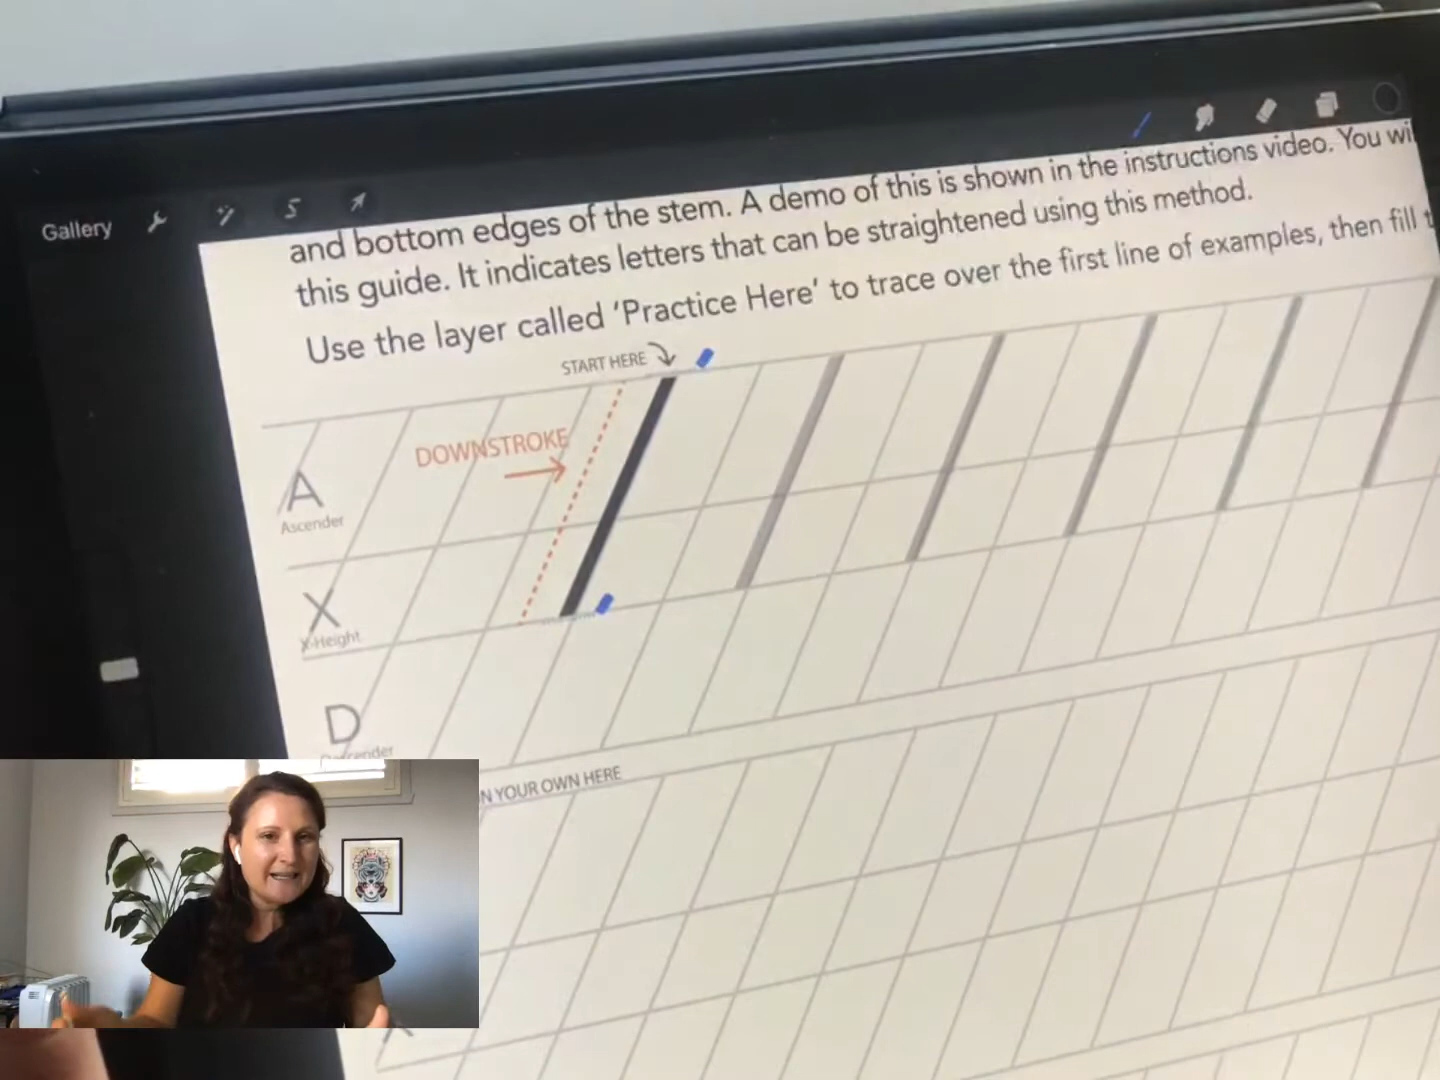 Gallery
and bottom edges of the stem. A demo of this is shown in the instructions video. You
this guide. It indicates letters that can be straightened using this method.
Use the layer called ‘Practice Here’ to trace over the first line of examples, then fill
START HERE
DOWNSTROKE
A
Ascender
X
X-Height
D
YOUR OWN HERE